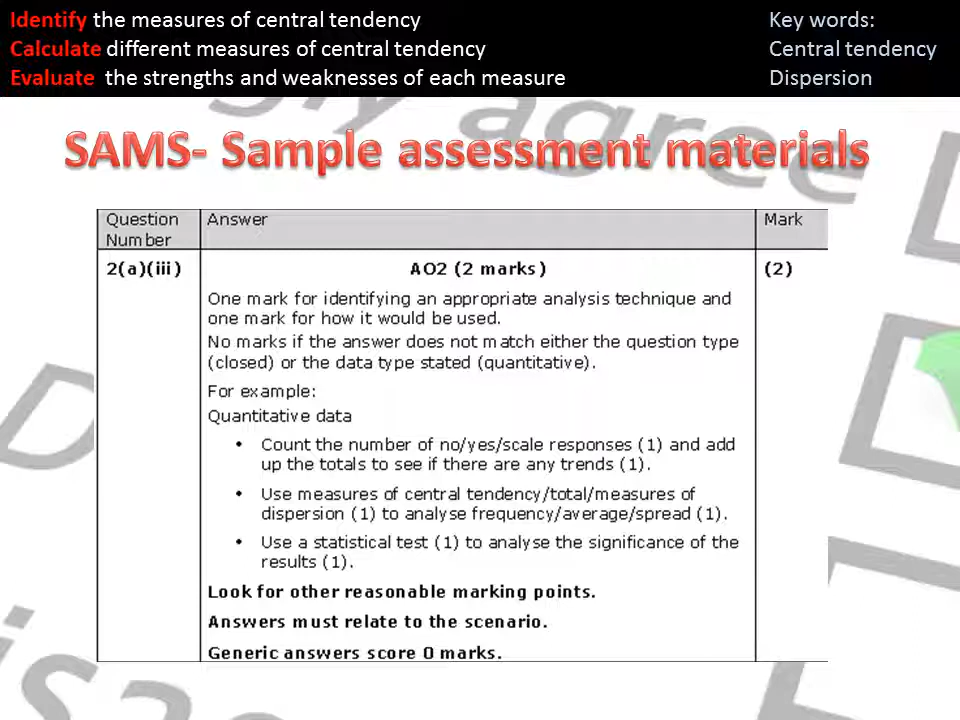 Identify the measures of central tendency
Calculate different measures of central tendency
Evaluate the strengths and weaknesses of each measure
Key words:
Central tendency
Dispersion
sly agree
SAMS- Sample assessment materials
Question Number
Answer
Mark
2(a)(iii)
AO2 (2 marks)
(2)
One mark for identifying an appropriate analysis technique and
one mark for how it would be used.
No marks if the answer does not match either the question type
(closed) or the data type stated (quantitative).
For example:
Quantitative data
• Count the number of no/yes/scale responses (1) and add
up the totals to see if there are any trends (1).
• Use measures of central tendency/total/measures of
dispersion (1) to analyse frequency/average/spread (1).
• Use a statistical test (1) to analyse the significance of the
results (1).
Look for other reasonable marking points.
Answers must relate to the scenario.
Generic answers score 0 marks.